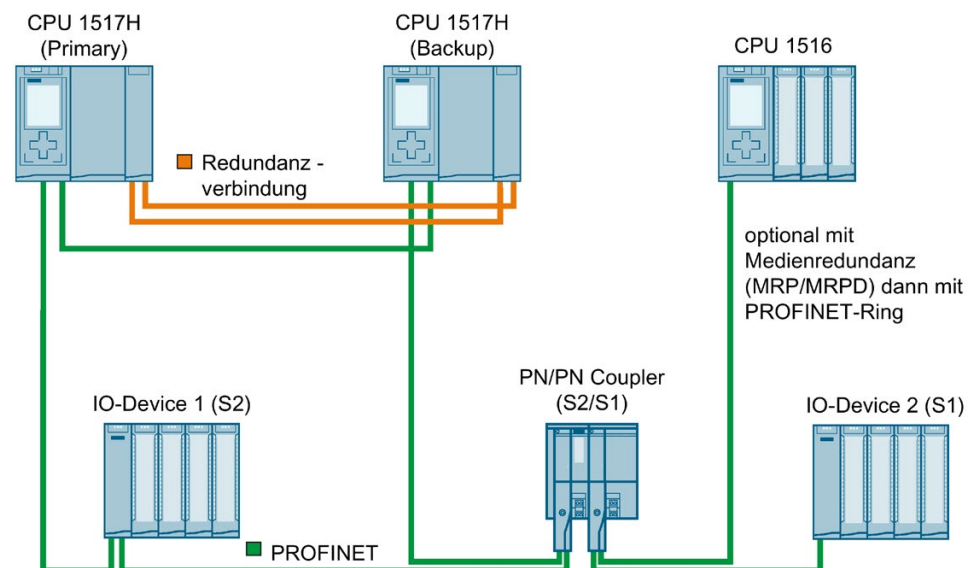 CPU 1517H
(Primary)
CPU 1517H
(Backup)
CPU 1516
Redundanz -
verbindung
optional mit
Medienredundanz
(MRP/MRPD) dann mit
PROFINET-Ring
PN/PN Coupler
(S2/S1)
IO-Device 1 (S2)
IO-Device 2 (S1)
PROFINET